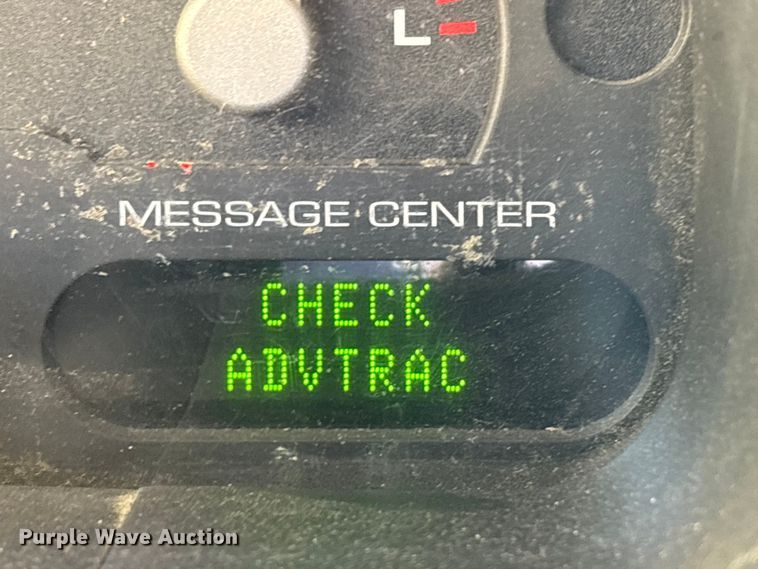 L
MESSAGE CENTER
CHECK
ADVTRAC
Purple Wave Auction